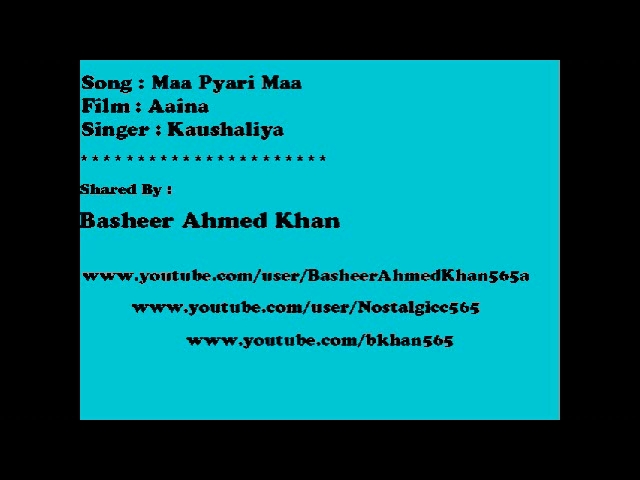 Song : Maa Pyari Maa
Film : Aaina
Singer : Kaushaliya
* * * * * * * * * * * * * * * * * * * * * *
Shared By :
Basheer Ahmed Khan
www.youtube.com/user/BasheerAhmedKhan565a
www.youtube.com/user/Nostalgicc565
www.youtube.com/bkhan565